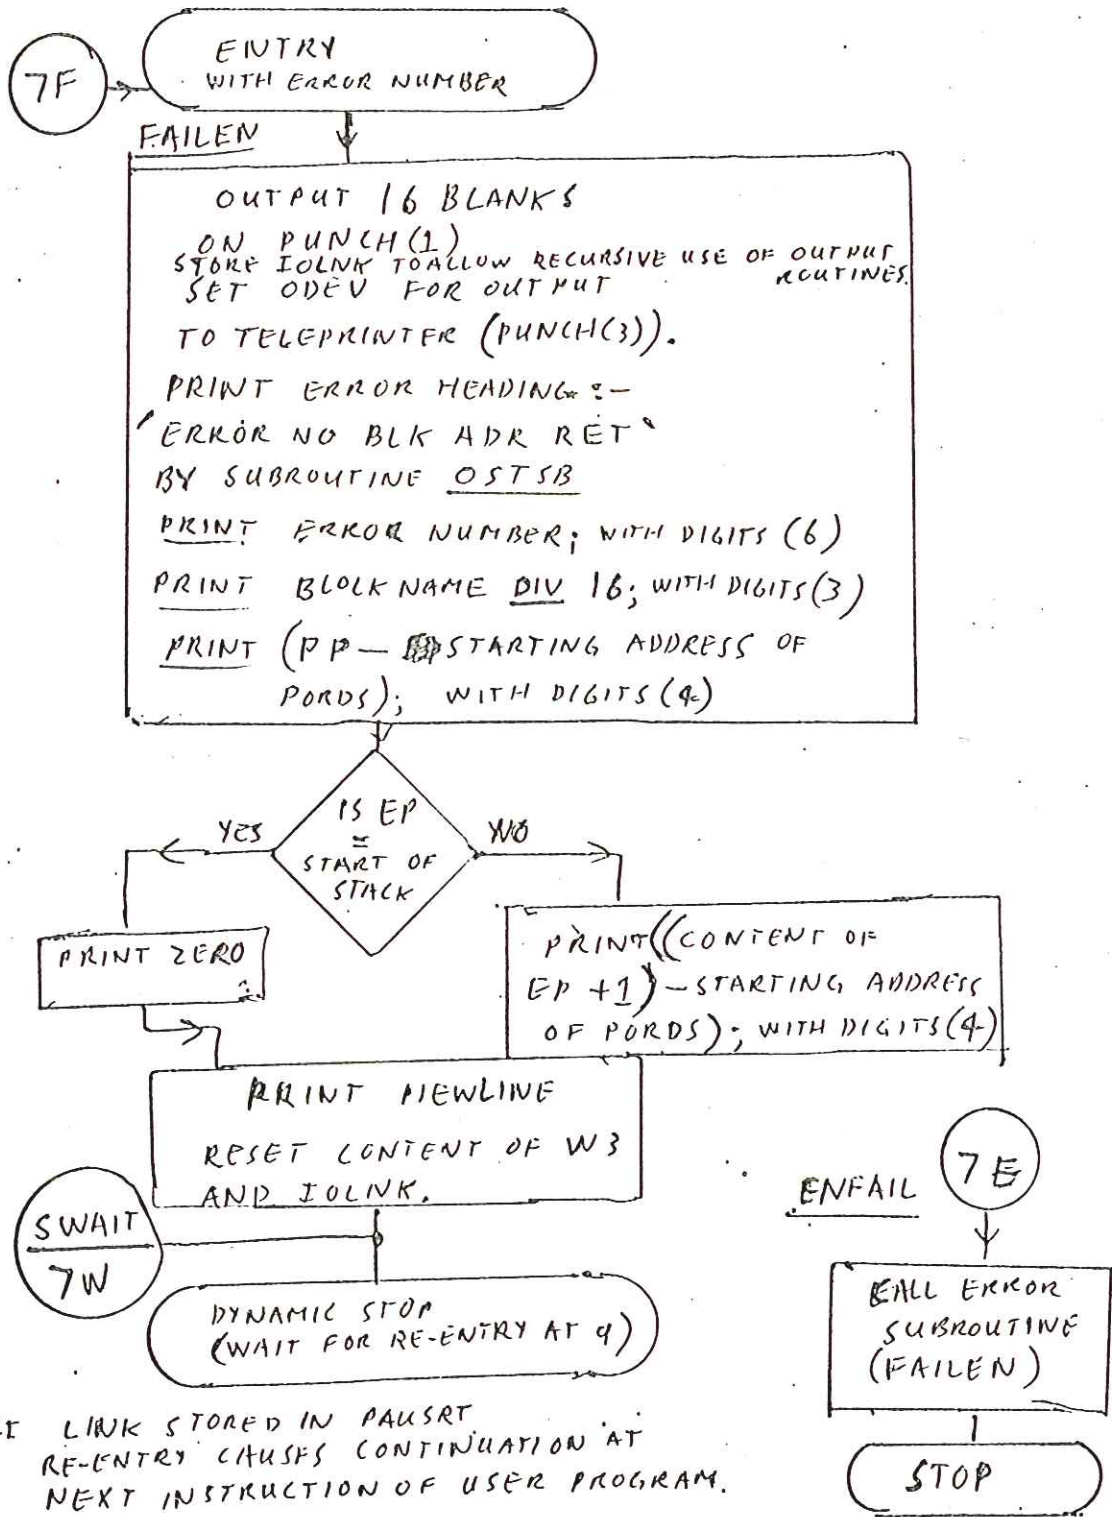 7F
ENTRY
WITH ERROR NUMBER
FAILEN
OUTPUT 16 BLANKS
ON PUNCH(1)
STORE IOLNK TO ALLOW RECURSIVE USE OF OUTPUT
ROUTINES.
SET ODEV FOR OUTPUT
TO TELEPRINTER (PUNCH(3)).
PRINT ERROR HEADING :-
'ERROR NO BLK ADR RET'
BY SUBROUTINE OSTSB
PRINT ERROR NUMBER; WITH DIGITS (6)
PRINT BLOCK NAME DIV 16; WITH DIGITS(3)
PRINT (PP - STARTING ADDRESS OF
PORDS); WITH DIGITS(4)
IS EP
=
START OF
STACK
YES
NO
PRINT ZERO
PRINT((CONTENT OF
EP +1) - STARTING ADDRESS
OF PORDS); WITH DIGITS(4)
PRINT NEWLINE
RESET CONTENT OF W3
AND IOLNK.
SWAIT
7W
DYNAMIC STOP
(WAIT FOR RE-ENTRY AT 9)
LINK STORED IN PAUSRT
RE-ENTRY CAUSES CONTINUATION AT
NEXT INSTRUCTION OF USER PROGRAM.
7E
ENFAIL
CALL ERROR
SUBROUTINE
(FAILEN)
STOP